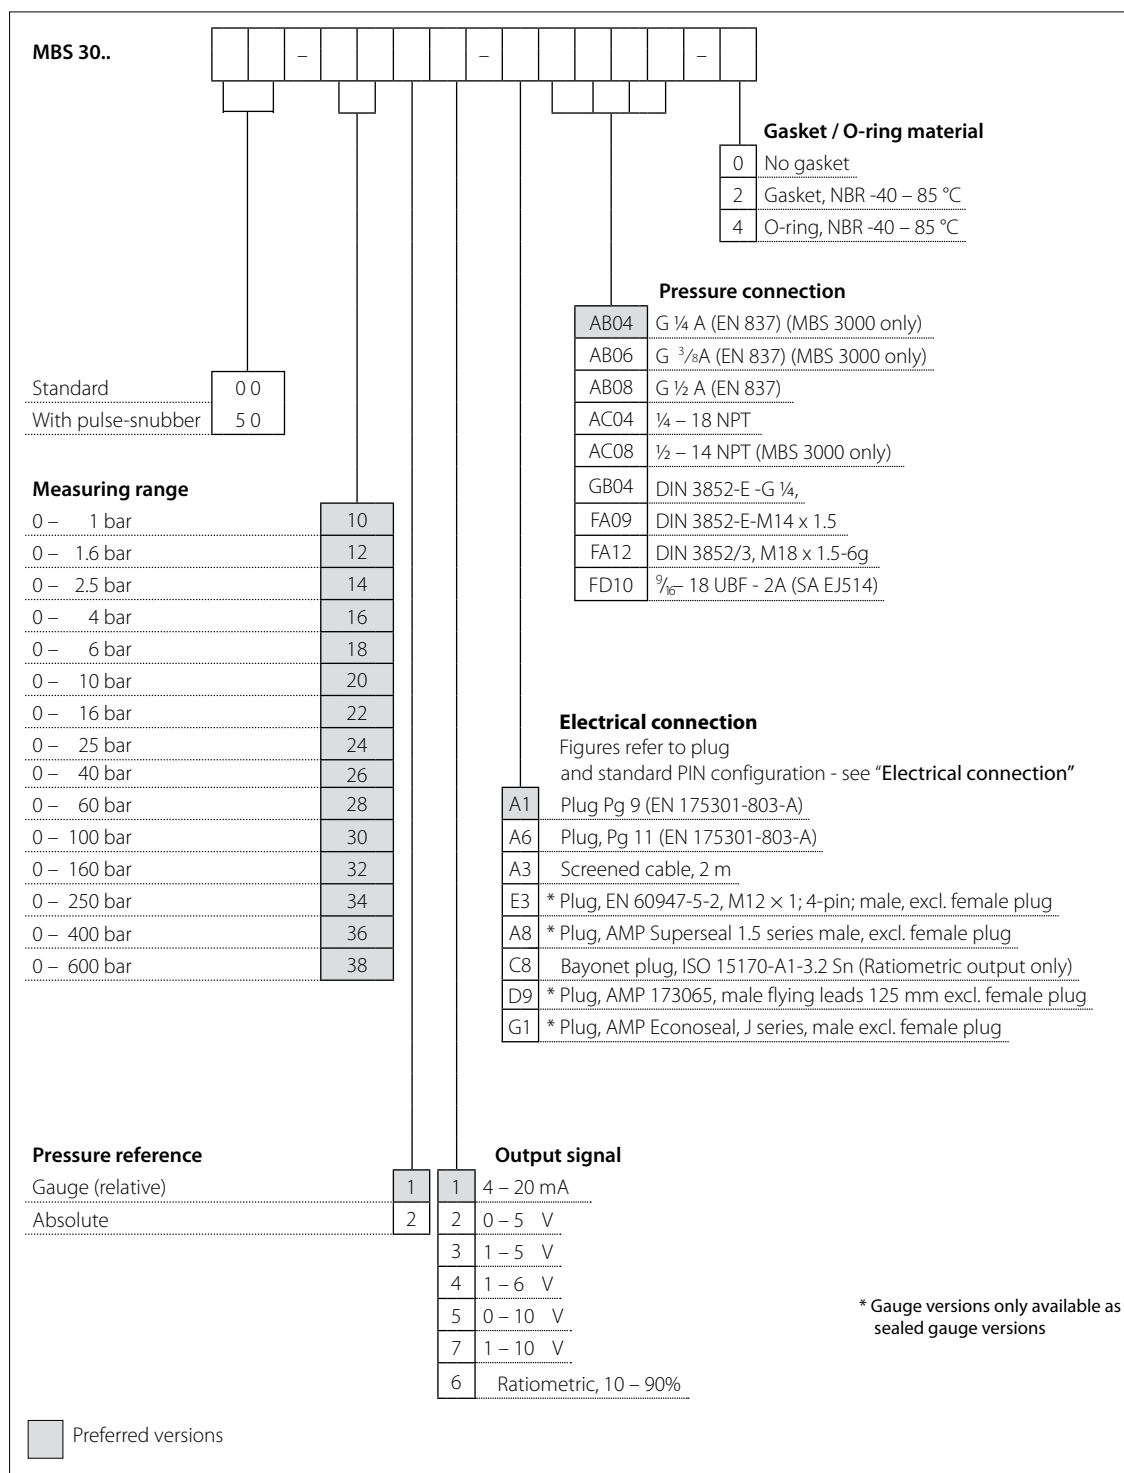 MBS 30..
– – –
Gasket / O-ring material
0 No gasket
2 Gasket, NBR -40 – 85 °C
4 O-ring, NBR -40 – 85 °C
Pressure connection
AB04 G ¼ A (EN 837) (MBS 3000 only)
AB06 G ³⁄₈A (EN 837) (MBS 3000 only)
AB08 G ½ A (EN 837)
AC04 ¼ – 18 NPT
AC08 ½ – 14 NPT (MBS 3000 only)
GB04 DIN 3852-E -G ¼,
FA09 DIN 3852-E-M14 x 1.5
FA12 DIN 3852/3, M18 x 1.5-6g
FD10 ⁹⁄₁₆– 18 UBF - 2A (SA EJ514)
Standard 0 0
With pulse-snubber 5 0
Measuring range
0 – 1 bar 10
0 – 1.6 bar 12
0 – 2.5 bar 14
0 – 4 bar 16
0 – 6 bar 18
0 – 10 bar 20
0 – 16 bar 22
0 – 25 bar 24
0 – 40 bar 26
0 – 60 bar 28
0 – 100 bar 30
0 – 160 bar 32
0 – 250 bar 34
0 – 400 bar 36
0 – 600 bar 38
Electrical connection
Figures refer to plug
and standard PIN configuration - see “Electrical connection”
A1 Plug Pg 9 (EN 175301-803-A)
A6 Plug, Pg 11 (EN 175301-803-A)
A3 Screened cable, 2 m
E3 * Plug, EN 60947-5-2, M12 × 1; 4-pin; male, excl. female plug
A8 * Plug, AMP Superseal 1.5 series male, excl. female plug
C8 Bayonet plug, ISO 15170-A1-3.2 Sn (Ratiometric output only)
D9 * Plug, AMP 173065, male flying leads 125 mm excl. female plug
G1 * Plug, AMP Econoseal, J series, male excl. female plug
Pressure reference
Gauge (relative) 1
Absolute 2
Output signal
1 4 – 20 mA
2 0 – 5 V
3 1 – 5 V
4 1 – 6 V
5 0 – 10 V
7 1 – 10 V
6 Ratiometric, 10 – 90%
* Gauge versions only available as
sealed gauge versions
Preferred versions